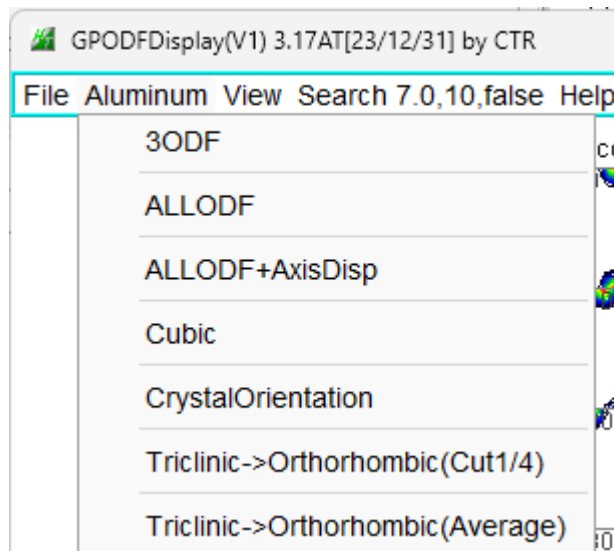 GPODFDisplay(V1) 3.17AT[23/12/31] by CTR
File Aluminum View Search 7.0,10,false Help
3ODF
ALLODF
ALLODF+AxisDisp
Cubic
CrystalOrientation
Triclinic->Orthorhombic(Cut1/4)
Triclinic->Orthorhombic(Average)